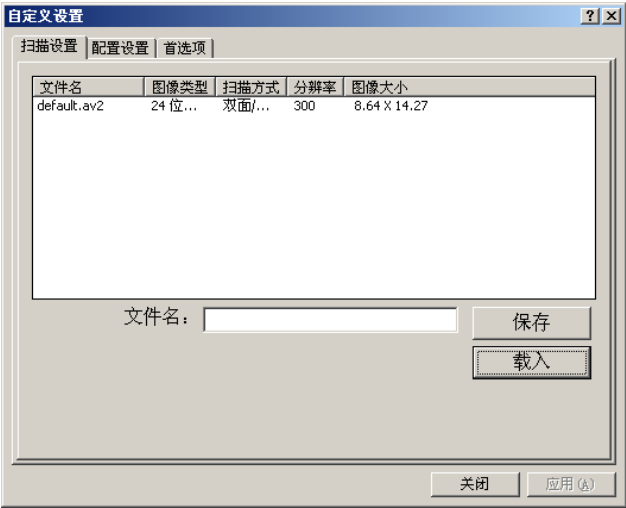 自定义设置
扫描设置 配置设置 首选项
文件名 图像类型 扫描方式 分辨率 图像大小
default.av2 24 位... 双面/... 300 8.64 X 14.27
文件名：
保存
载入
关闭 应用(A)